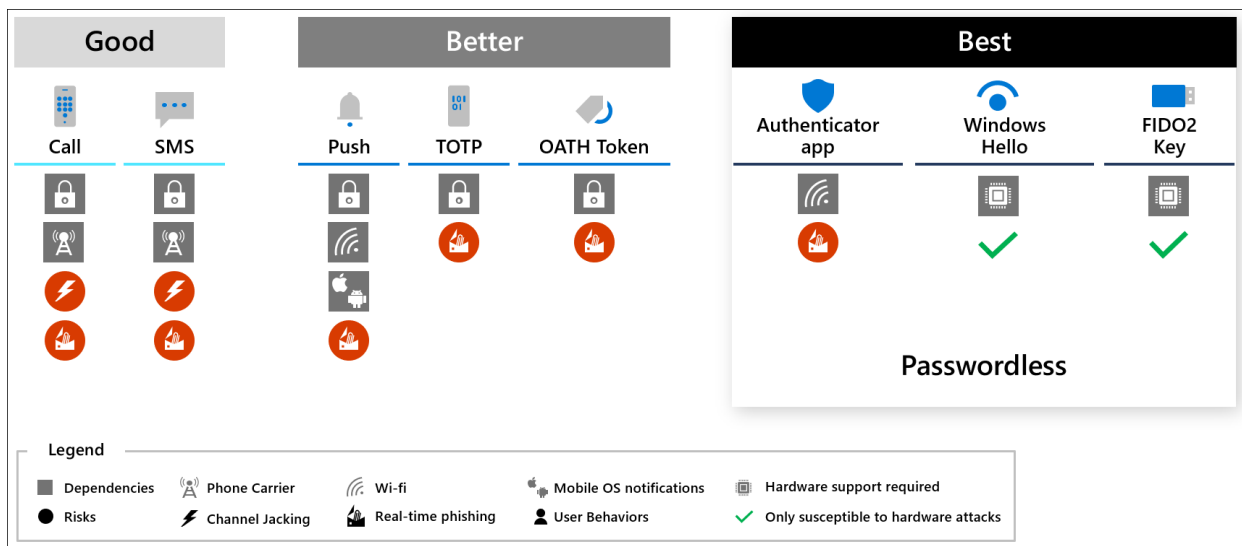 Good
Better
Best
Call
SMS
Push
TOTP
OATH Token
Authenticator
app
Windows
Hello
FIDO2
Key
Passwordless
Legend
Dependencies
Phone Carrier
Wi-fi
Mobile OS notifications
Hardware support required
Risks
Channel Jacking
Real-time phishing
User Behaviors
Only susceptible to hardware attacks